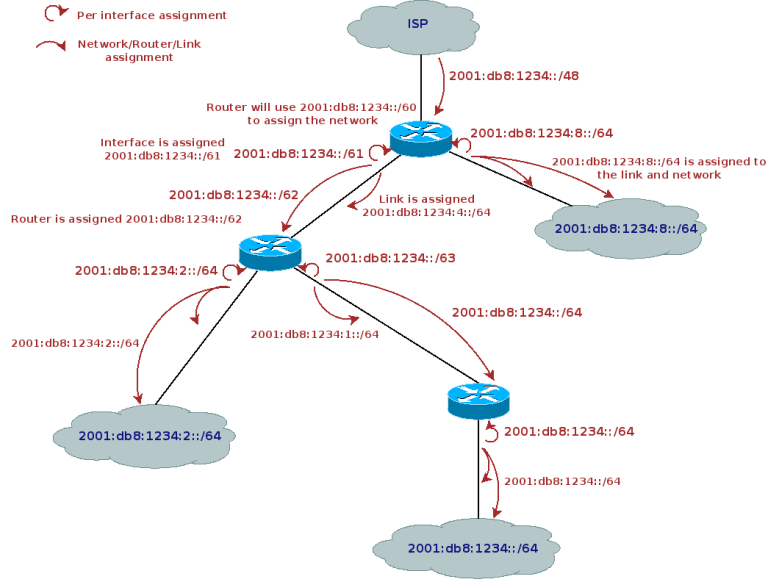 Per interface assignment
Network/Router/Link
assignment
ISP
2001:db8:1234::/48
Router will use 2001:db8:1234::/60
to assign the network
2001:db8:1234:8::/64
Interface is assigned
2001:db8:1234::/61
2001:db8:1234::/61
2001:db8:1234:8::/64 is assigned to
the link and network
2001:db8:1234::/62
Link is assigned
2001:db8:1234:4::/64
Router is assigned 2001:db8:1234::/62
2001:db8:1234:8::/64
2001:db8:1234:2::/64
2001:db8:1234::/63
2001:db8:1234::/64
2001:db8:1234:2::/64
2001:db8:1234:1::/64
2001:db8:1234:2::/64
2001:db8:1234::/64
2001:db8:1234::/64
2001:db8:1234::/64